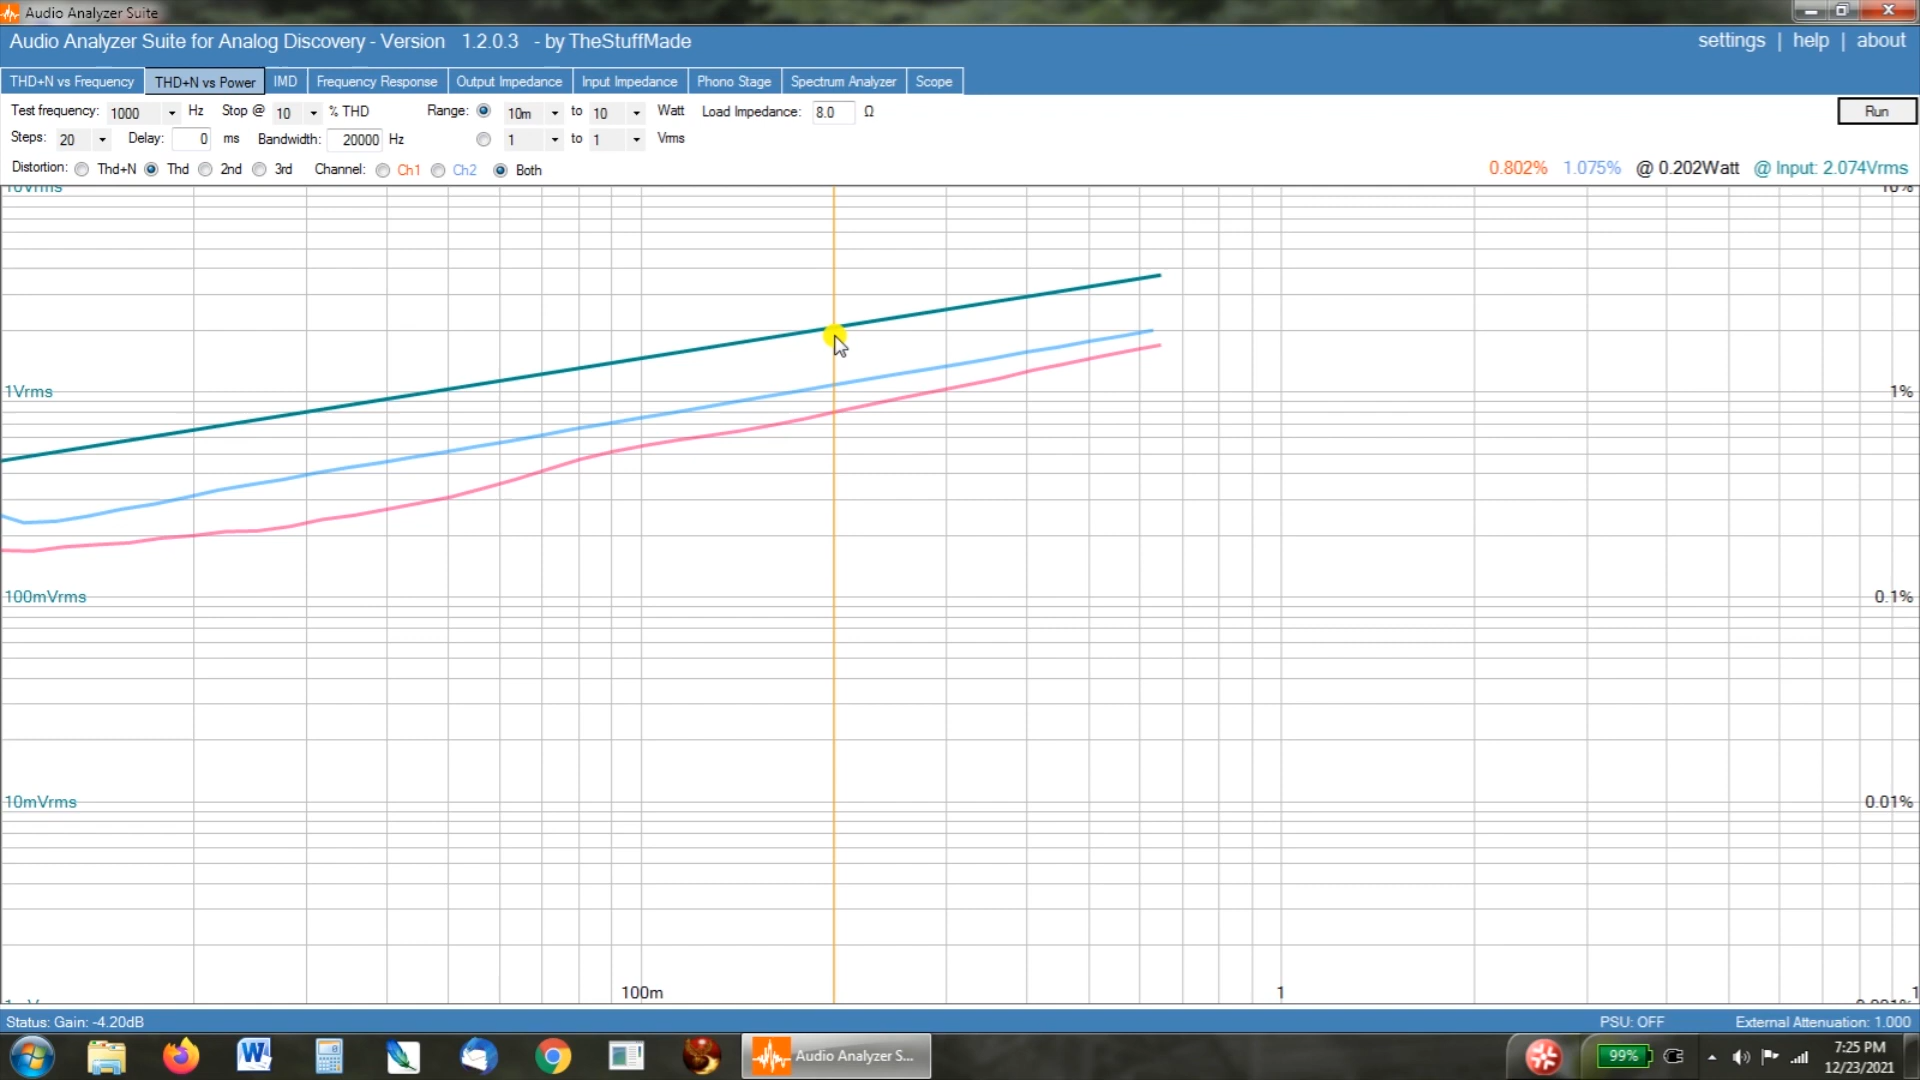 Audio Analyzer Suite
Audio Analyzer Suite for Analog Discovery - Version 1.2.0.3 - by TheStuffMade
settings | help | about
THD+N vs Frequency THD+N vs Power IMD Frequency Response Output Impedance Input Impedance Phono Stage Spectrum Analyzer Scope
Test frequency: 1000 Hz Stop @ 10 % THD Range: 10m to 10 Watt Load Impedance: 8.0 Ω Run
Steps: 20 Delay: 0 ms Bandwidth: 20000 Hz 1 to 1 Vrms
Distortion: Thd+N Thd 2nd 3rd Channel: Ch1 Ch2 Both
0.802% 1.075% @ 0.202Watt @ Input: 2.074Vrms
10Vrms 10%
1Vrms 1%
100mVrms 0.1%
10mVrms 0.01%
100m 1 1
Status: Gain: -4.20dB PSU: OFF External Attenuation: 1.000
Audio Analyzer S...
99%
7:25 PM
12/23/2021